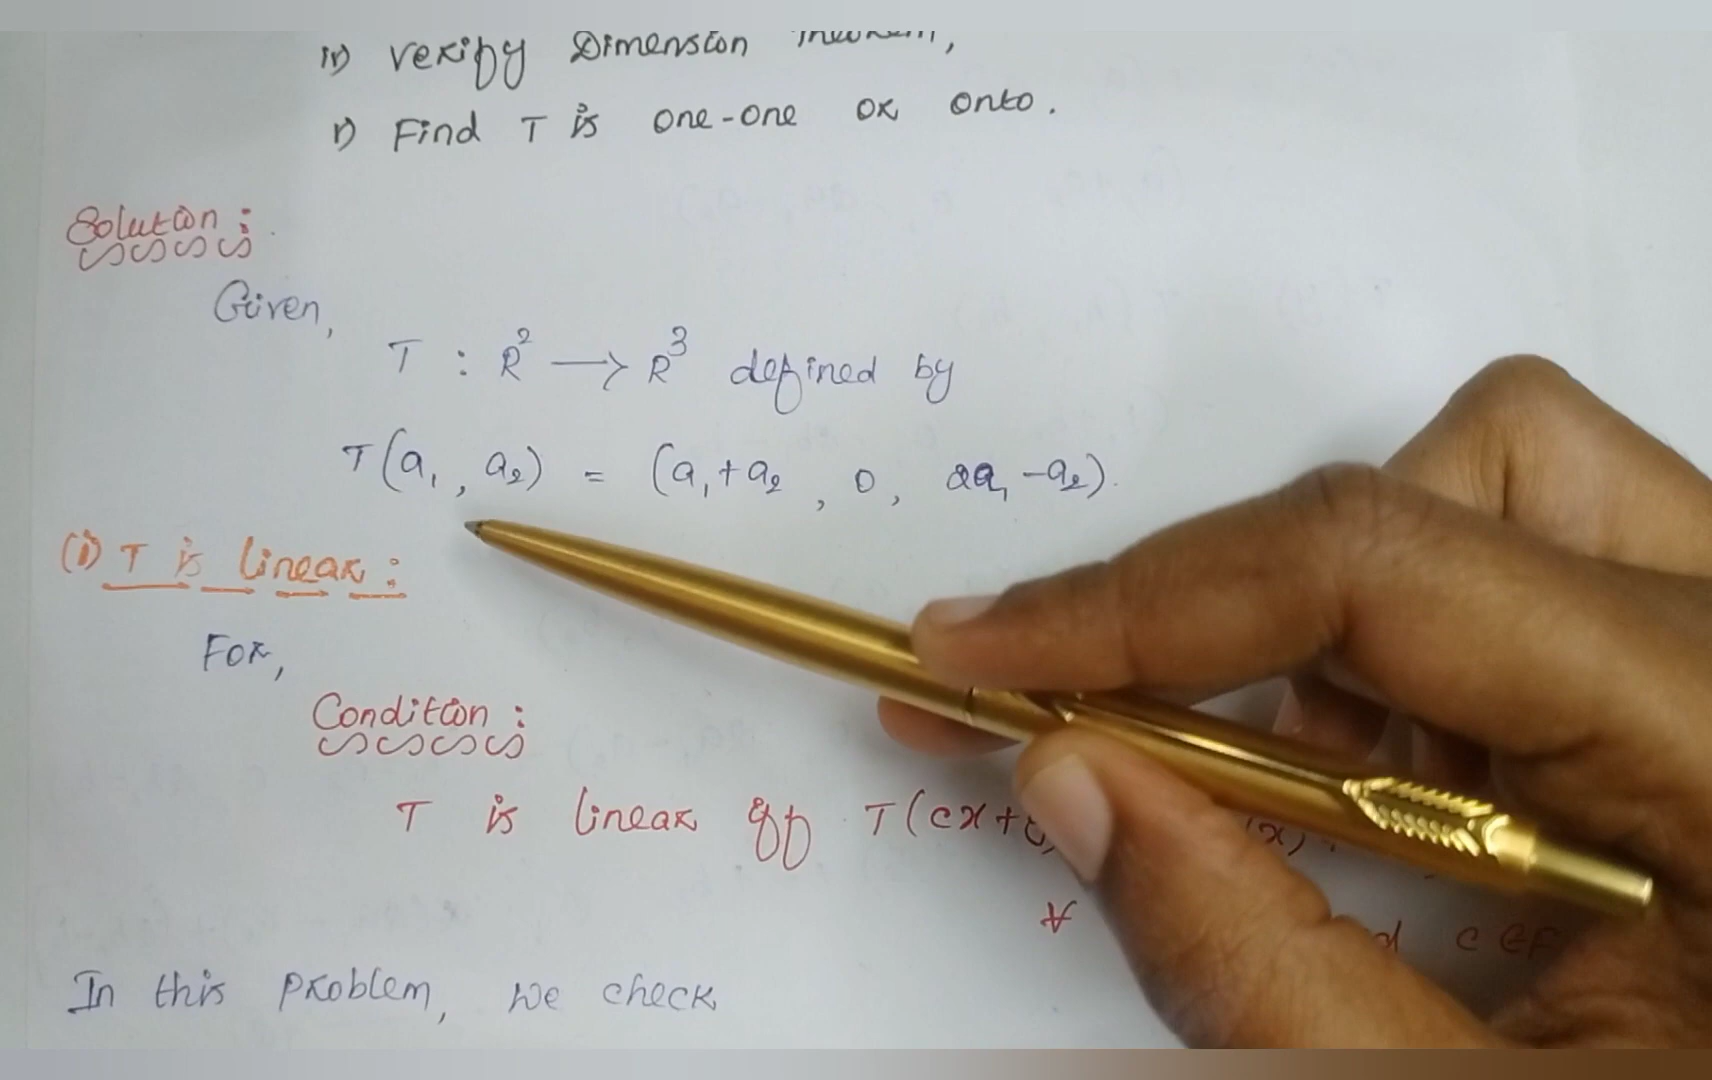 iv) verify Dimension Theorem,
v) Find T is one-one or onto.
Solution :
Given,
T : R² → R³ defined by
T(a₁, a₂) = (a₁+a₂, 0, 2a₁-a₂).
(i) T is linear :
For,
Condition :
T is linear iff T(cx+ (x)
∀ c∈F
In this problem, we check